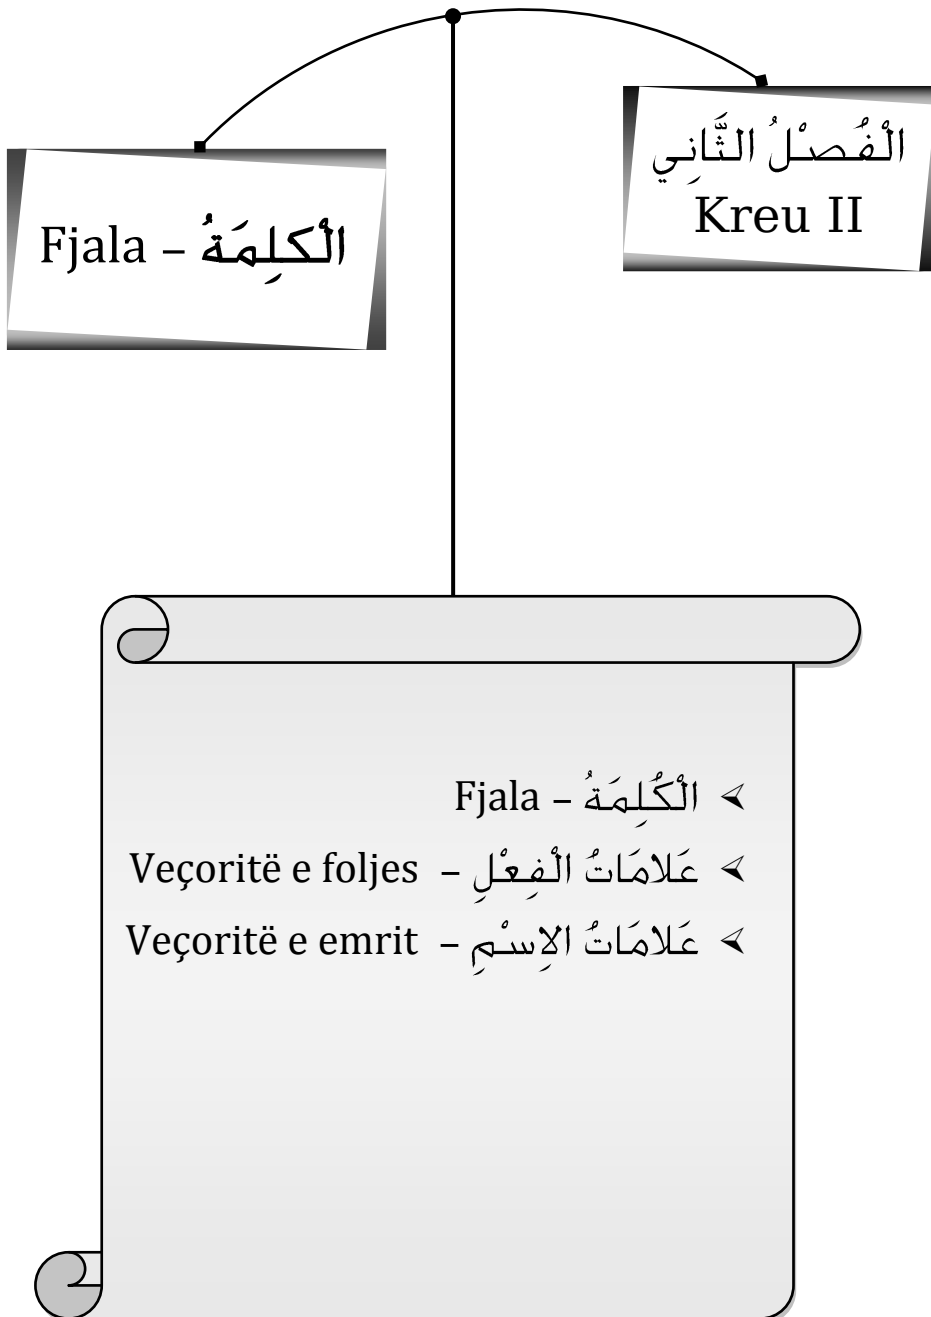 الْفُصْلُ الثَّانِي
Kreu II
الْكلِمَةُ – Fjala
الْكُلِمَةُ – Fjala
عَلامَاتُ الْفِعْلِ – Veçoritë e foljes
عَلامَاتُ الاِسْمِ – Veçoritë e emrit